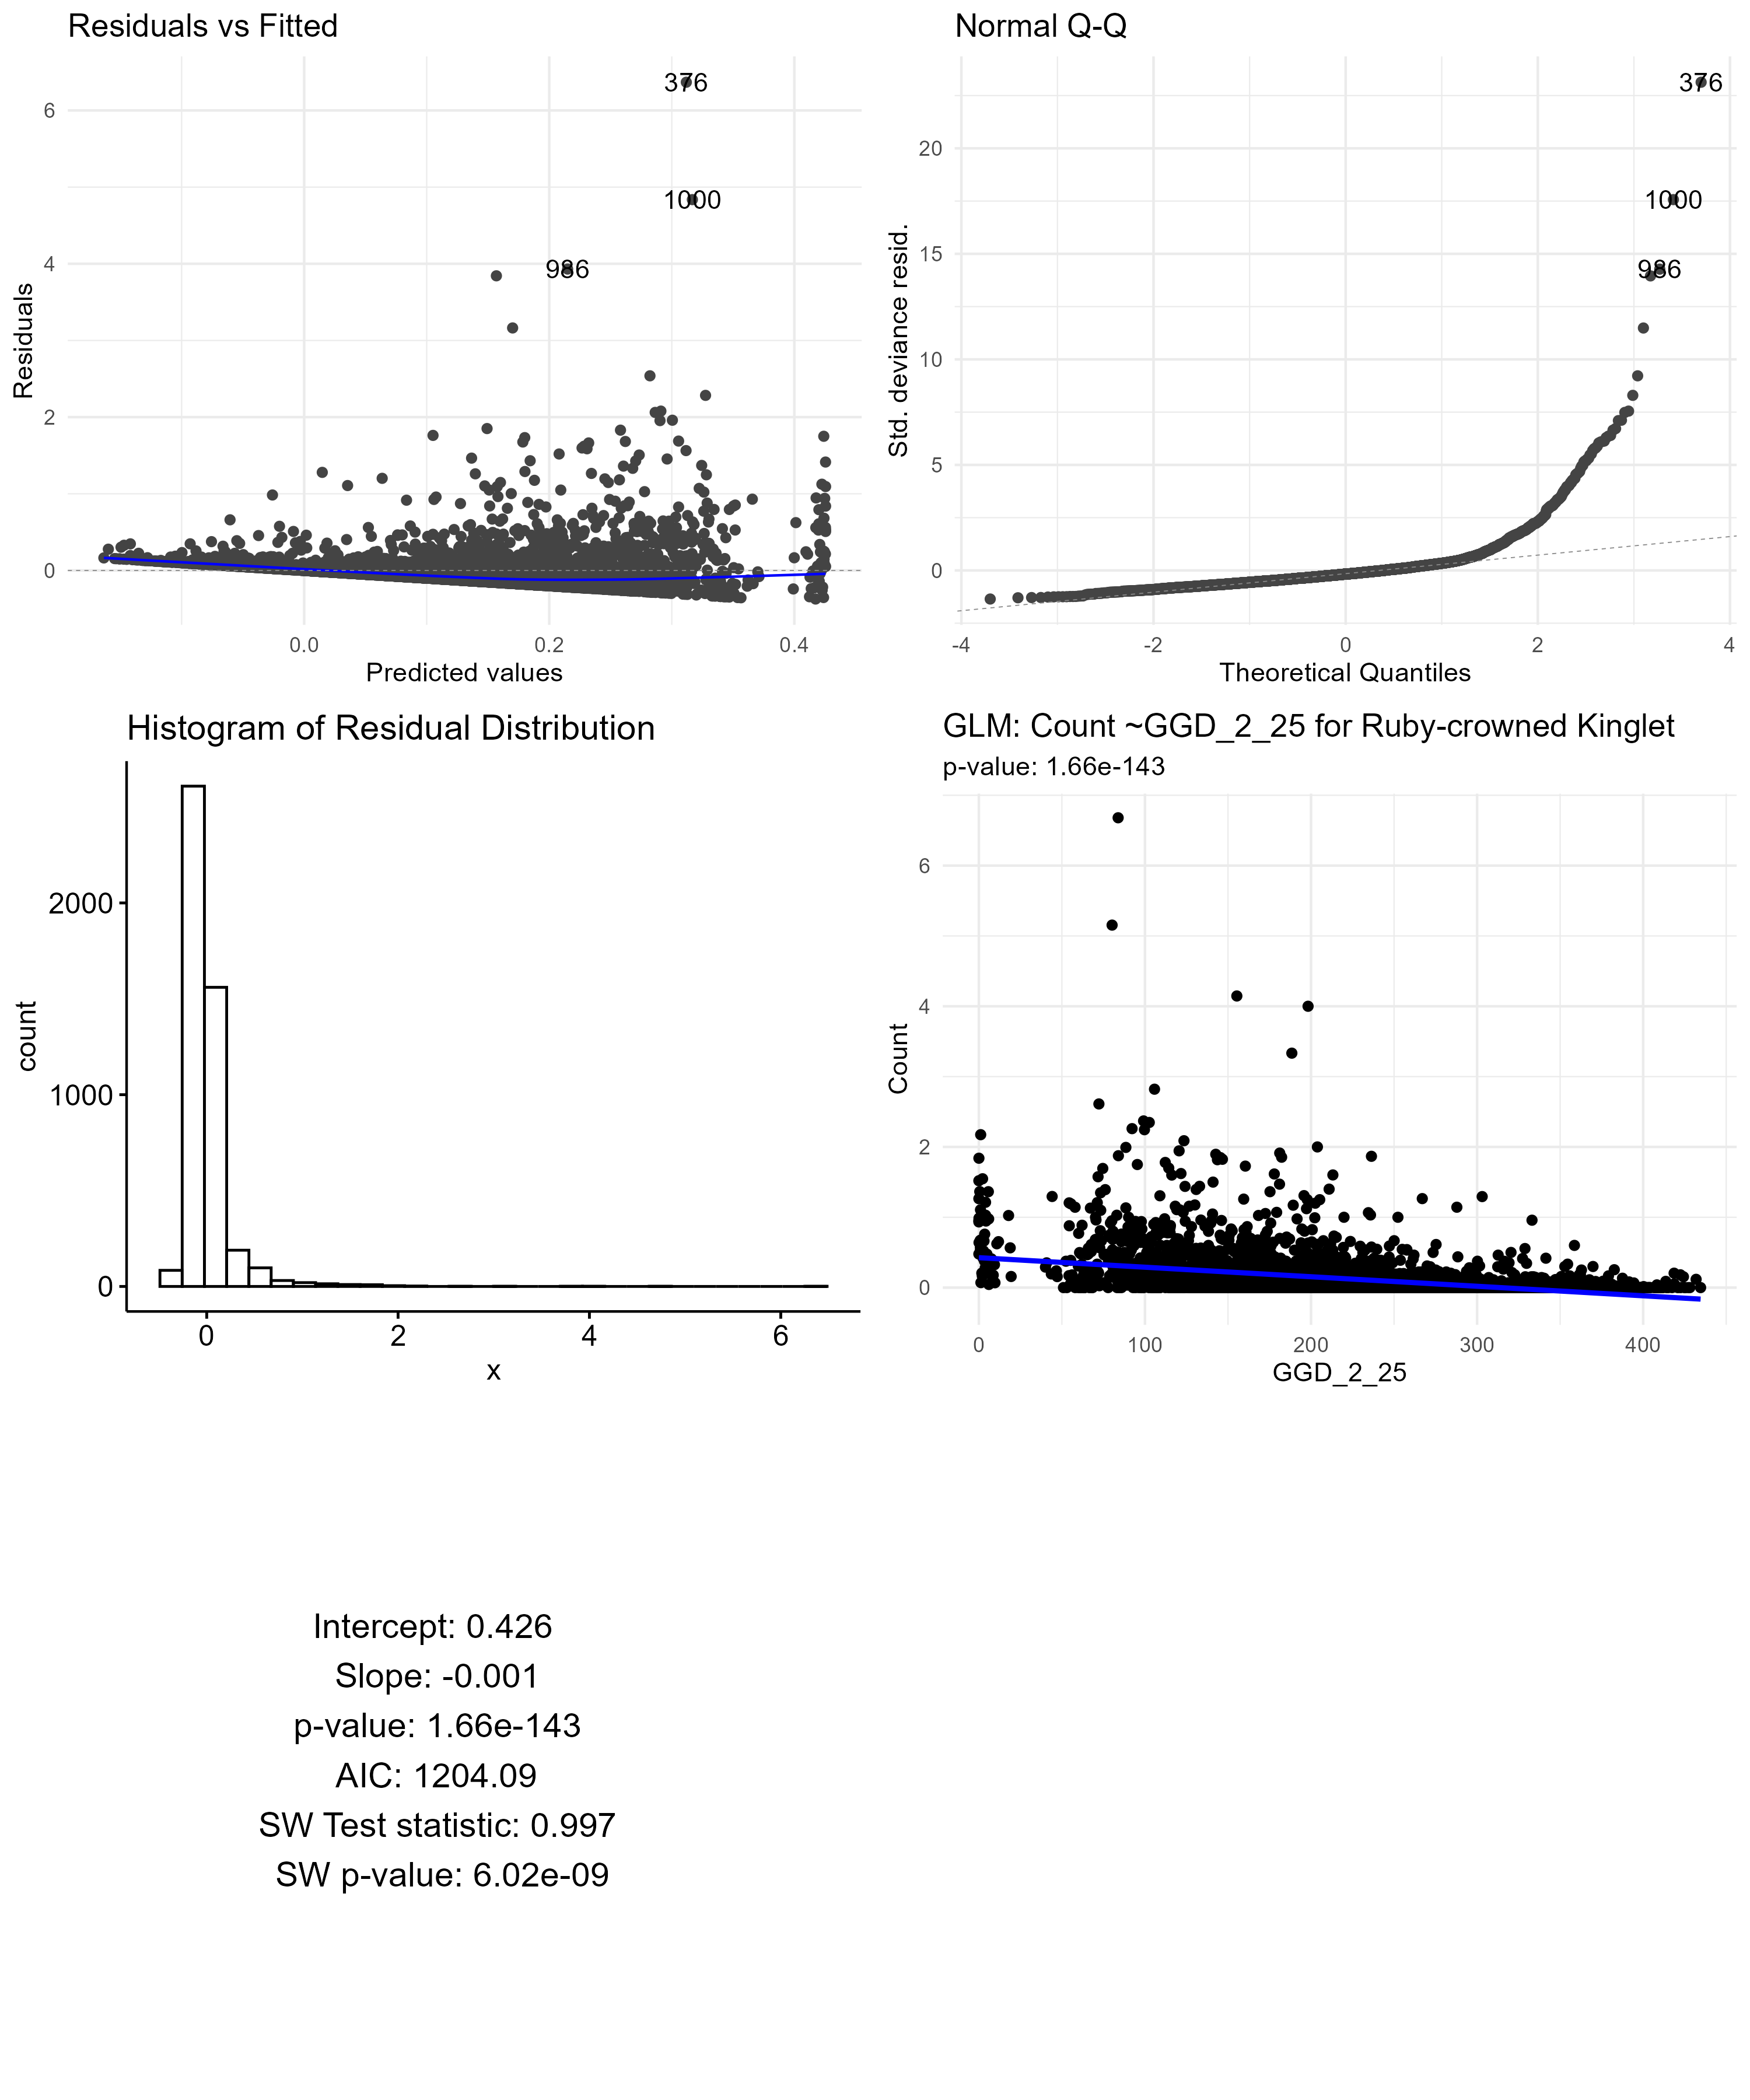 Residuals vs Fitted
376
1000
986
6
4
2
0
0.0
0.2
0.4
Predicted values
Residuals
Normal Q-Q
376
1000
986
20
15
10
5
0
-4
-2
0
2
4
Theoretical Quantiles
Std. deviance resid.
Histogram of Residual Distribution
2000
1000
0
0
2
4
6
x
count
GLM: Count ~GGD_2_25 for Ruby-crowned Kinglet
p-value: 1.66e-143
6
4
2
0
0
100
200
300
400
GGD_2_25
Count
Intercept: 0.426
Slope: -0.001
p-value: 1.66e-143
AIC: 1204.09
SW Test statistic: 0.997
SW p-value: 6.02e-09